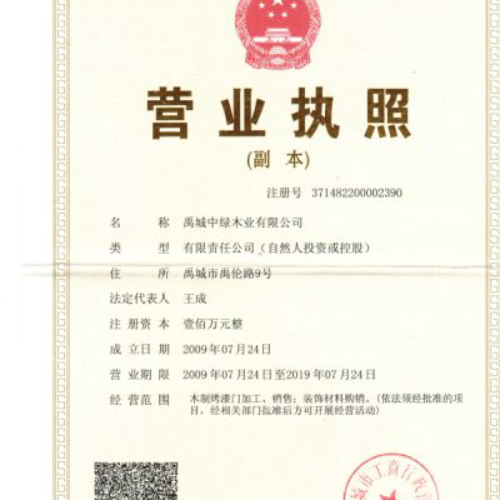 营业执照
(副 本)
注册号 371482200002390
名 称 禹城中绿木业有限公司
类 型 有限责任公司(自然人投资或控股)
住 所 禹城市禹伦路9号
法定代表人 王成
注册资本 壹佰万元整
成立日期 2009年07月24日
营业期限 2009年07月24日至2019年07月24日
经营范围 木制烤漆门加工、销售;装饰材料购销。(依法须经批准的项
目,经相关部门批准后方可开展经营活动)
城市工商行政